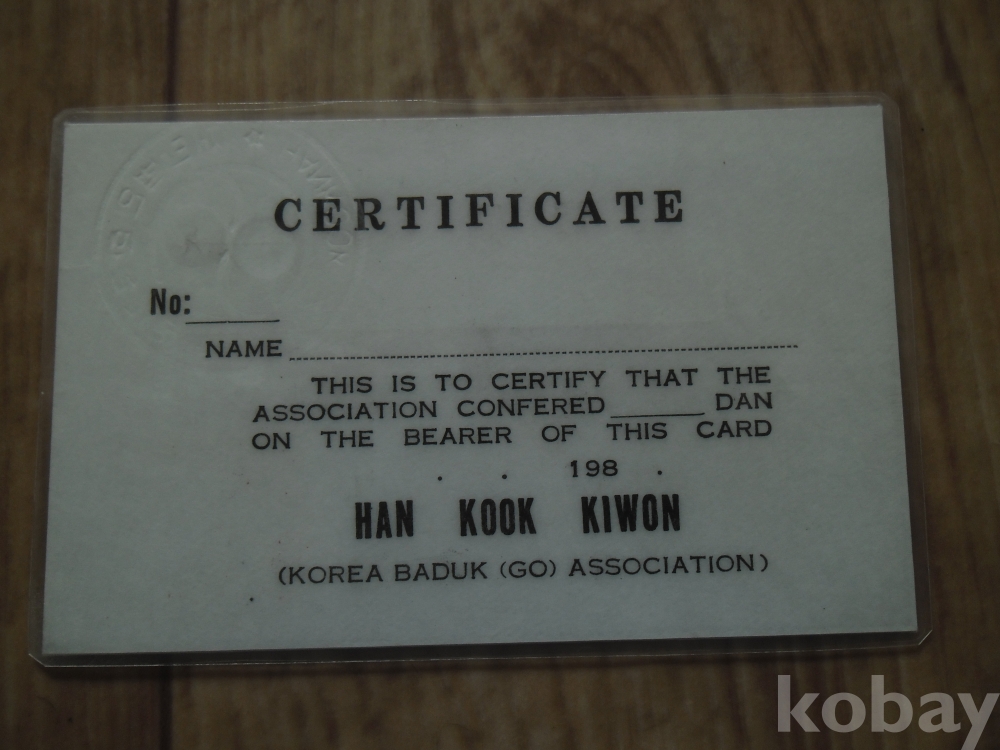 CERTIFICATE
No:
NAME
THIS IS TO CERTIFY THAT THE
ASSOCIATION CONFERED ______ DAN
ON THE BEARER OF THIS CARD
. . 198 .
HAN KOOK KIWON
(KOREA BADUK (GO) ASSOCIATION)
kobay